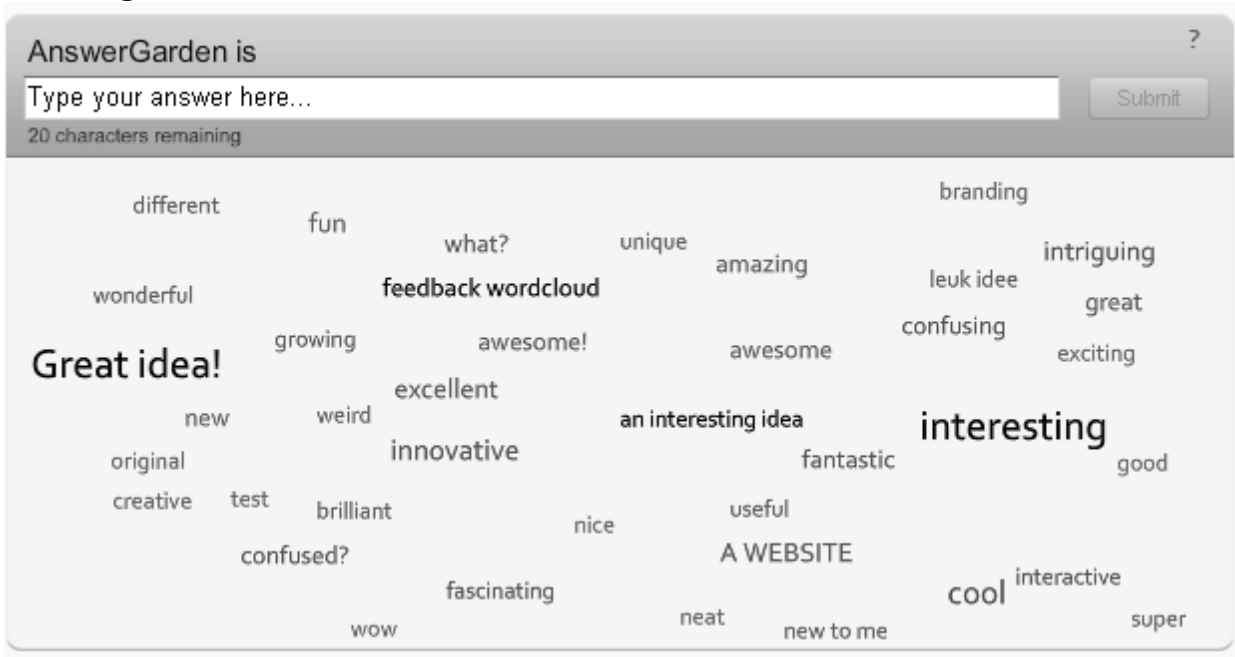 AnswerGarden is
?
Type your answer here...
Submit
20 characters remaining
branding
different
fun
what?
unique
amazing
intriguing
leuk idee
wonderful
feedback wordcloud
great
confusing
growing
awesome!
awesome
exciting
Great idea!
excellent
new
weird
an interesting idea
interesting
innovative
original
fantastic
good
creative
test
brilliant
useful
nice
confused?
A WEBSITE
fascinating
cool
interactive
neat
super
wow
new to me